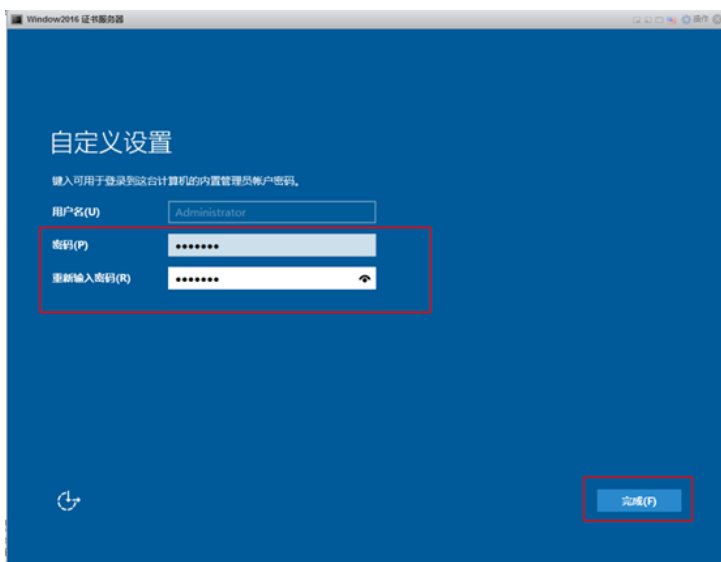 Window2016 证书服务器
操作
自定义设置
键入可用于登录到这台计算机的内置管理员帐户密码。
用户名(U)
Administrator
密码(P)
●●●●●●●
重新输入密码(R)
●●●●●●●
完成(F)